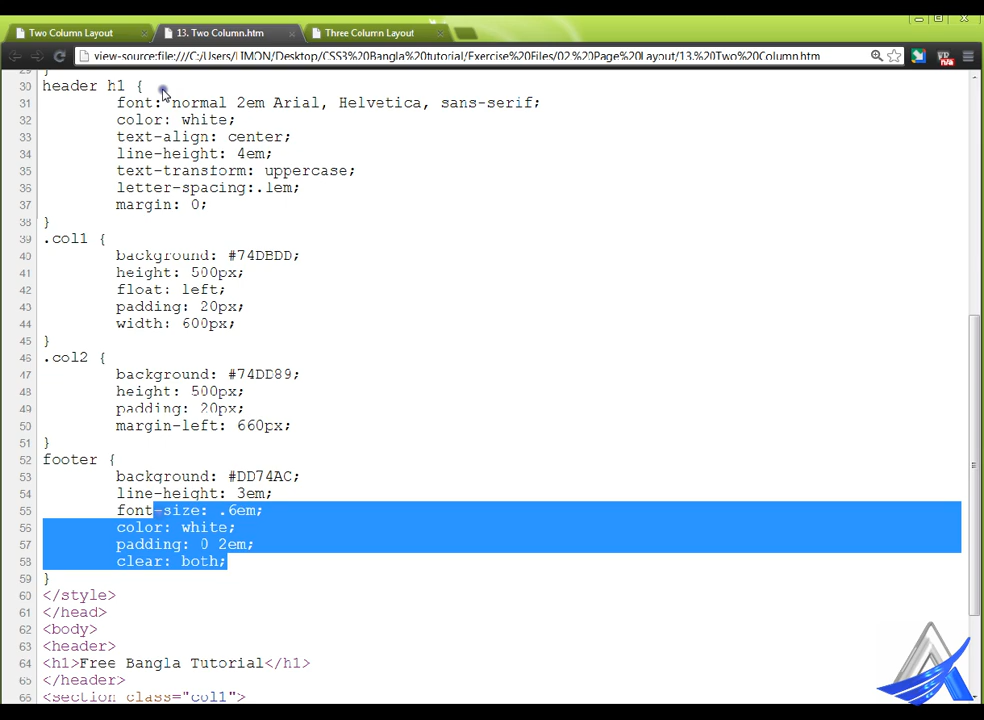 Two Column Layout
13. Two Column.htm
Three Column Layout
view-source:file:///C:/Users/LIMON/Desktop/CSS3%20Bangla%20tutorial/Exercise%20Files/02.%20Page%20Layout/13.%20Two%20Column.htm
29 }
30 header h1 {
31 font: normal 2em Arial, Helvetica, sans-serif;
32 color: white;
33 text-align: center;
34 line-height: 4em;
35 text-transform: uppercase;
36 letter-spacing:.1em;
37 margin: 0;
38 }
39 .col1 {
40 background: #74DBDD;
41 height: 500px;
42 float: left;
43 padding: 20px;
44 width: 600px;
45 }
46 .col2 {
47 background: #74DD89;
48 height: 500px;
49 padding: 20px;
50 margin-left: 660px;
51 }
52 footer {
53 background: #DD74AC;
54 line-height: 3em;
55 font-size: .6em;
56 color: white;
57 padding: 0 2em;
58 clear: both;
59 }
60 </style>
61 </head>
62 <body>
63 <header>
64 <h1>Free Bangla Tutorial</h1>
65 </header>
66 <section class="col1">